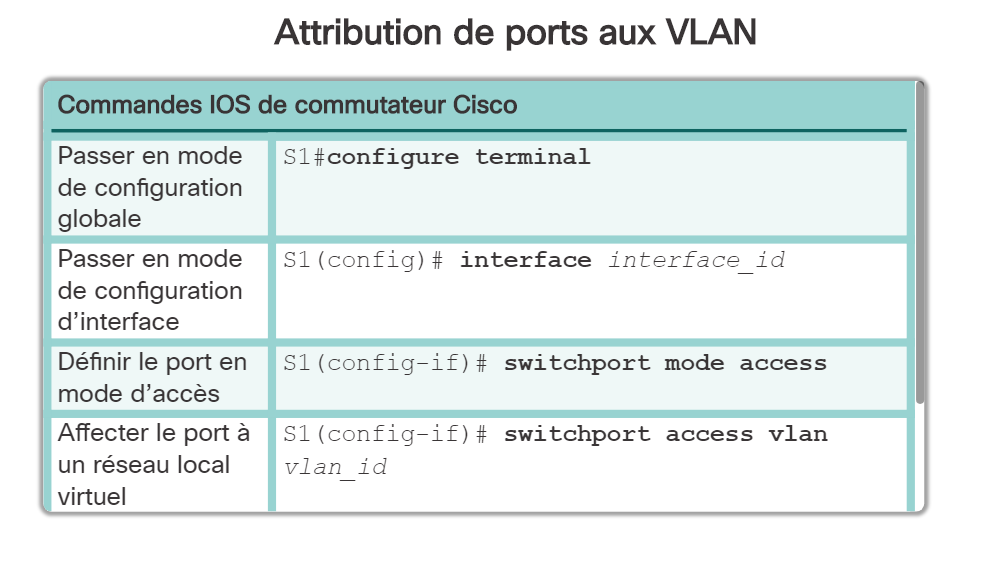 Attribution de ports aux VLAN
Commandes IOS de commutateur Cisco
Passer en mode
de configuration
globale
S1#configure terminal
Passer en mode
de configuration
d’interface
S1(config)# interface interface_id
Définir le port en
mode d’accès
S1(config-if)# switchport mode access
Affecter le port à
un réseau local
virtuel
S1(config-if)# switchport access vlan
vlan_id